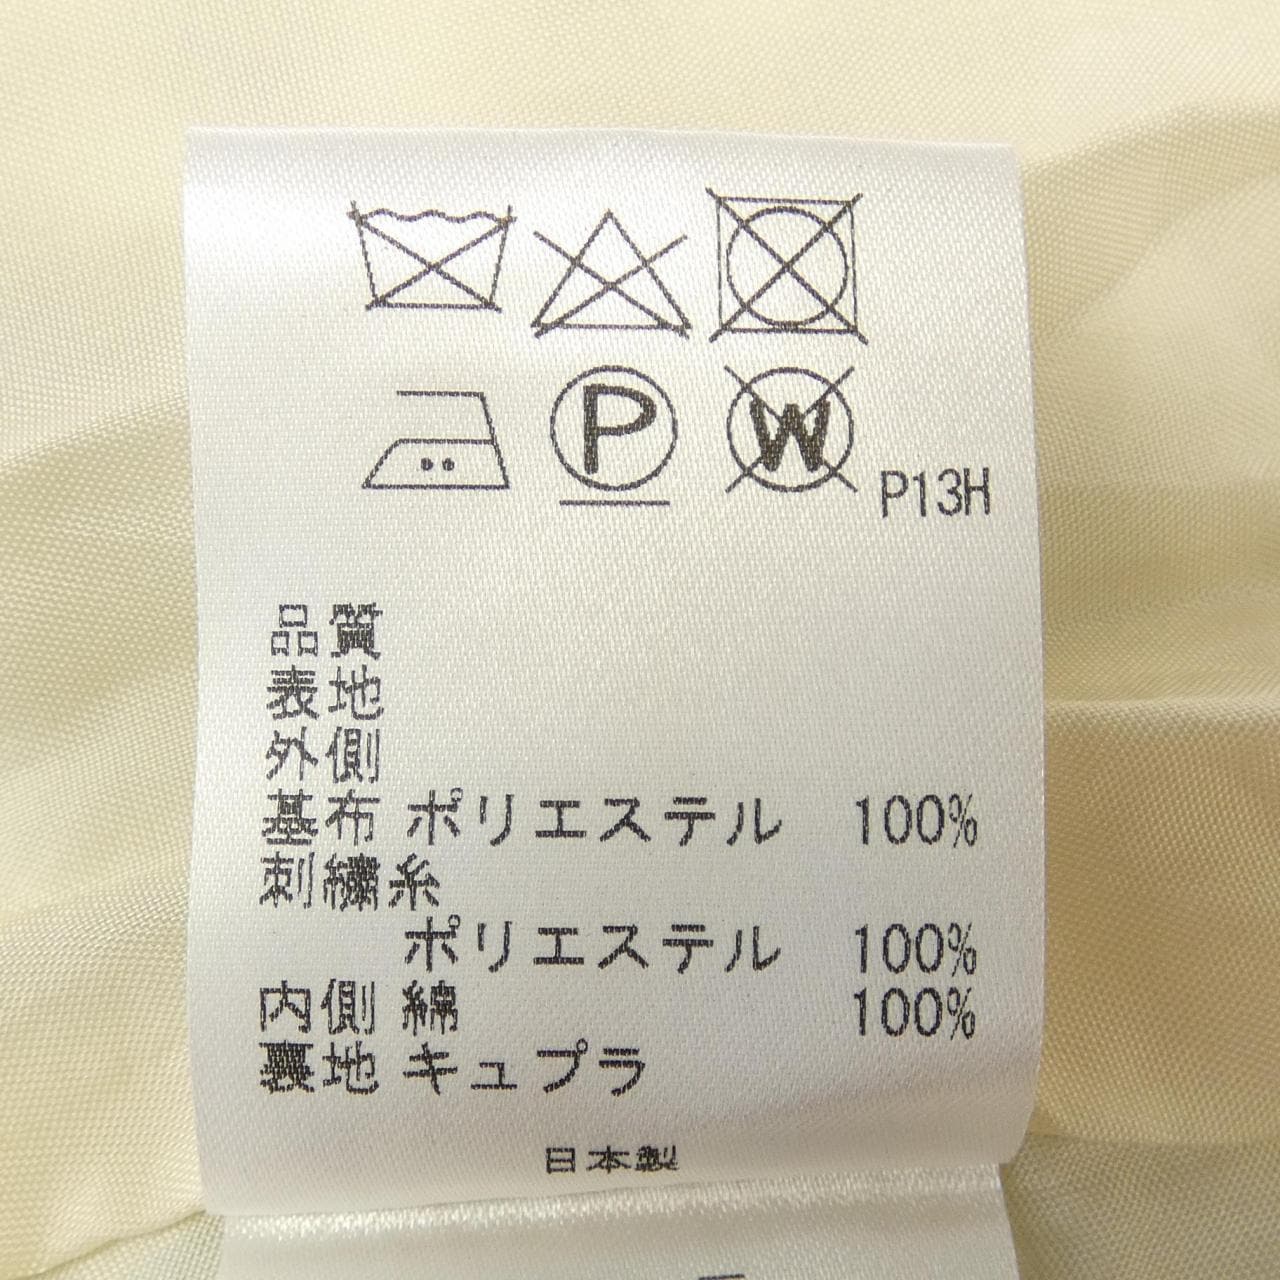 P
W
P13H
品質
表地
外側
基布 ポリエステル 100%
刺繍糸
ポリエステル 100%
内側 綿 100%
裏地 キュプラ
日本製